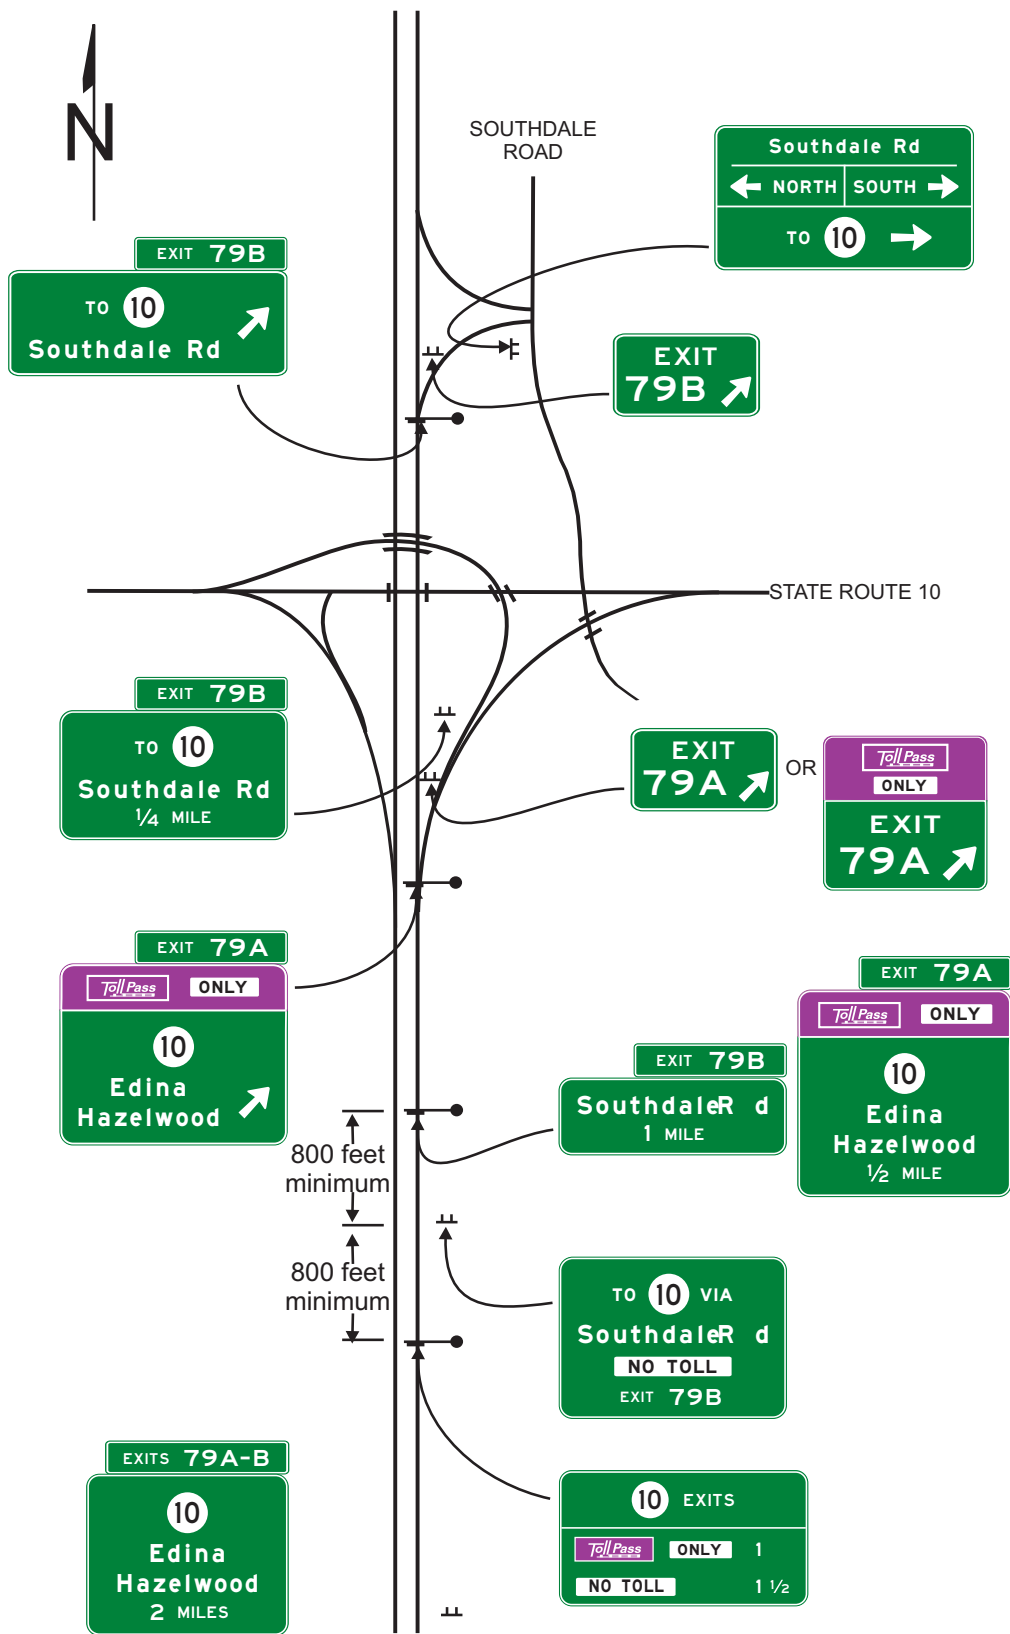 N
SOUTHDALE
ROAD
Southdale Rd
NORTH SOUTH
TO 10
EXIT 79B
TO 10
Southdale Rd
EXIT
79B
STATE ROUTE 10
EXIT 79B
TO 10
Southdale Rd
1/4 MILE
EXIT
79A
OR
Toll Pass
ONLY
EXIT
79A
EXIT 79A
Toll Pass ONLY
10
Edina
Hazelwood
EXIT 79A
Toll Pass ONLY
10
Edina
Hazelwood
1/2 MILE
EXIT 79B
SouthdaleR d
1 MILE
800 feet
minimum
800 feet
minimum
TO 10 VIA
SouthdaleR d
NO TOLL
EXIT 79B
EXITS 79A-B
10
Edina
Hazelwood
2 MILES
10 EXITS
Toll Pass ONLY 1
NO TOLL 1 1/2